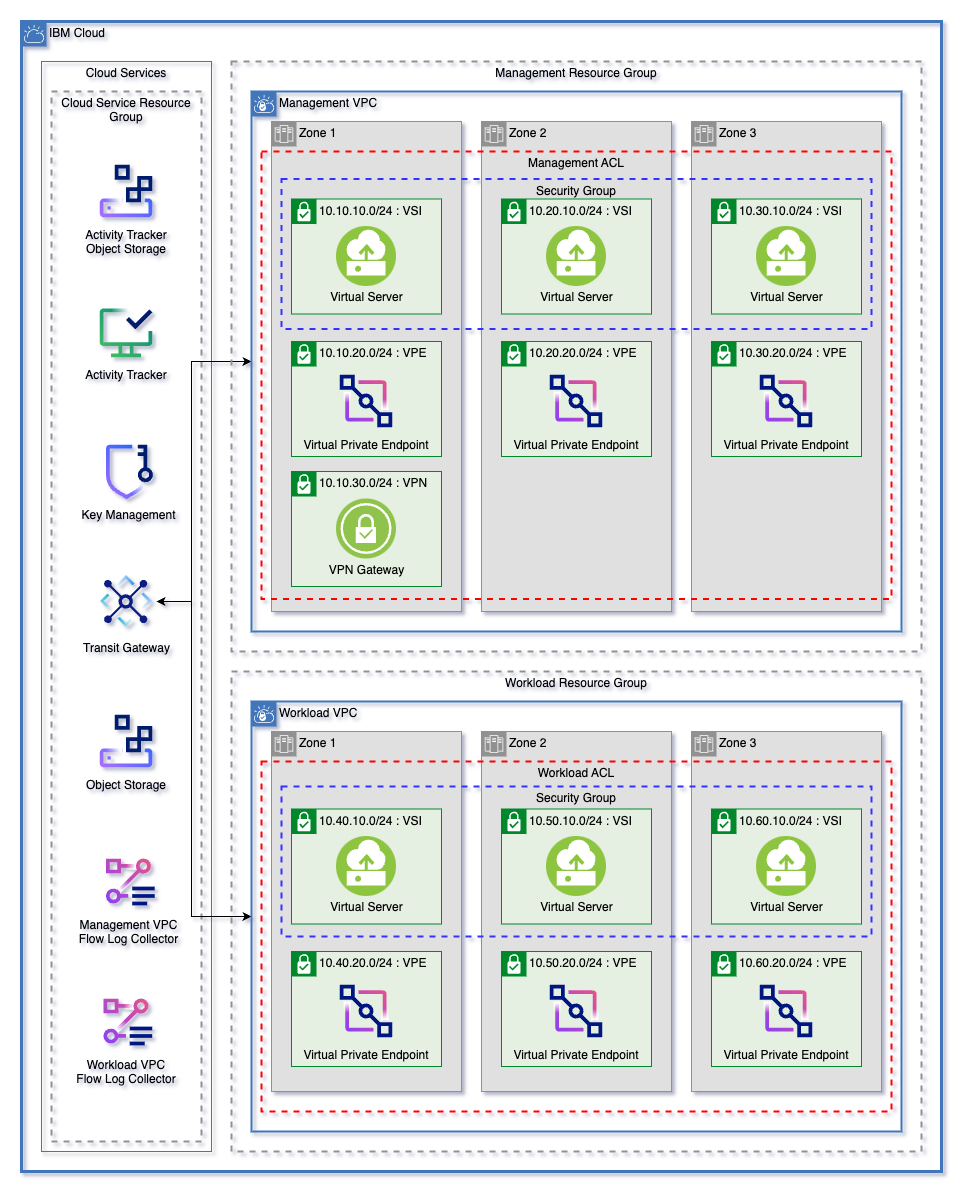 IBM Cloud
Cloud Services
Cloud Service Resource
Group
Activity Tracker
Object Storage
Activity Tracker
Key Management
Transit Gateway
Object Storage
Management VPC
Flow Log Collector
Workload VPC
Flow Log Collector
Management Resource Group
Management VPC
Zone 1
Zone 2
Zone 3
Management ACL
Security Group
10.10.10.0/24 : VSI
10.20.10.0/24 : VSI
10.30.10.0/24 : VSI
Virtual Server
Virtual Server
Virtual Server
10.10.20.0/24 : VPE
10.20.20.0/24 : VPE
10.30.20.0/24 : VPE
Virtual Private Endpoint
Virtual Private Endpoint
Virtual Private Endpoint
10.10.30.0/24 : VPN
VPN Gateway
Workload Resource Group
Workload VPC
Zone 1
Zone 2
Zone 3
Workload ACL
Security Group
10.40.10.0/24 : VSI
10.50.10.0/24 : VSI
10.60.10.0/24 : VSI
Virtual Server
Virtual Server
Virtual Server
10.40.20.0/24 : VPE
10.50.20.0/24 : VPE
10.60.20.0/24 : VPE
Virtual Private Endpoint
Virtual Private Endpoint
Virtual Private Endpoint